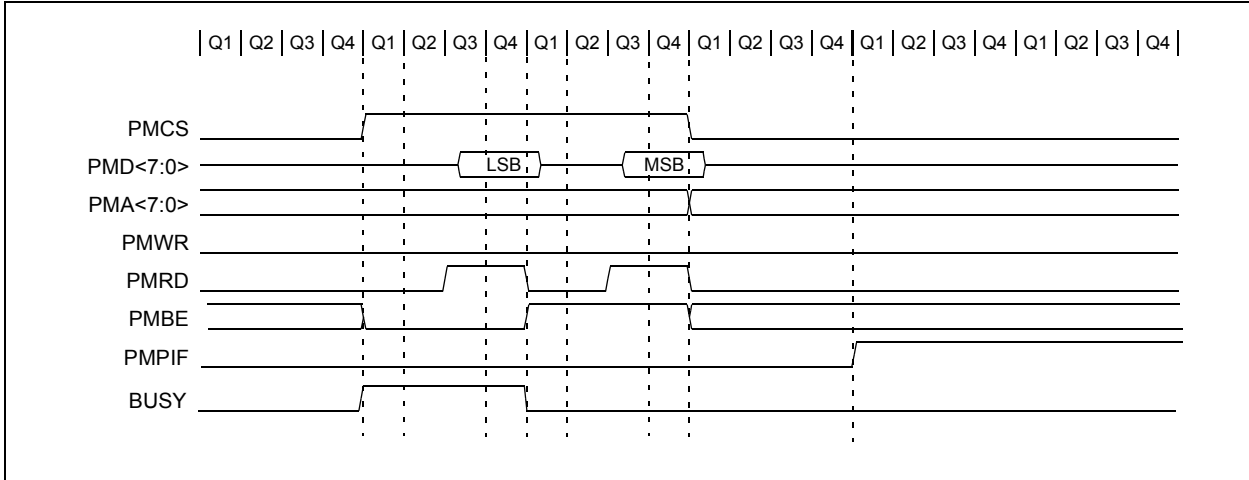 Q1 Q2 Q3 Q4 Q1 Q2 Q3 Q4 Q1 Q2 Q3 Q4 Q1 Q2 Q3 Q4 Q1 Q2 Q3 Q4 Q1 Q2 Q3 Q4
PMCS
PMD<7:0> LSB MSB
PMA<7:0>
PMWR
PMRD
PMBE
PMPIF
BUSY